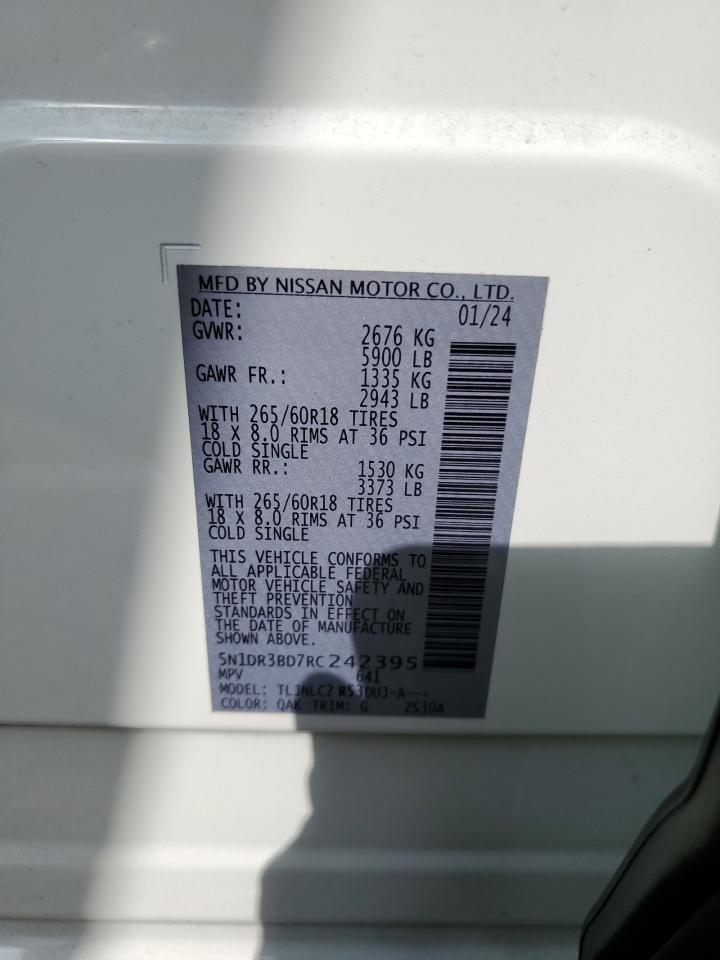 MFD BY NISSAN MOTOR CO., LTD.
DATE: 01/24
GVWR: 2676 KG
5900 LB
GAWR FR.: 1335 KG
2943 LB
WITH 265/60R18 TIRES
18 X 8.0 RIMS AT 36 PSI
COLD SINGLE
GAWR RR.: 1530 KG
3373 LB
WITH 265/60R18 TIRES
18 X 8.0 RIMS AT 36 PSI
COLD SINGLE
THIS VEHICLE CONFORMS TO
ALL APPLICABLE FEDERAL
MOTOR VEHICLE SAFETY AND
THEFT PREVENTION
STANDARDS IN EFFECT ON
THE DATE OF MANUFACTURE
SHOWN ABOVE.
5N1DR3BD7RC242395
MPV 641
MODEL: TLJNLC2 R53DUJ-A---
COLOR: QAK TRIM: G 2S30A